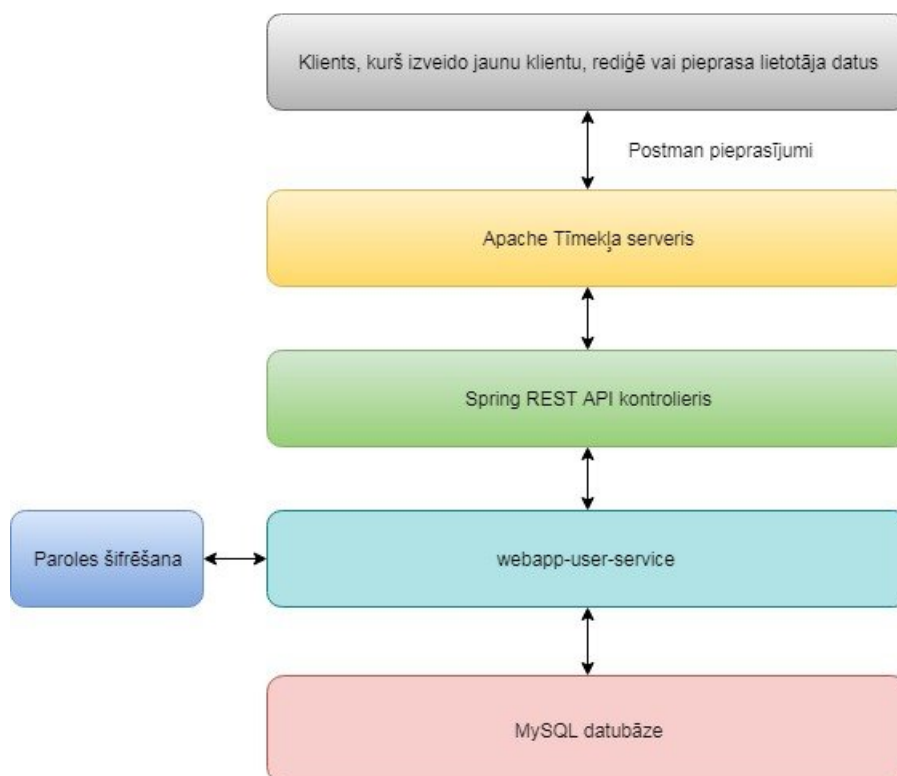 Klients, kurš izveido jaunu klientu, rediģē vai pieprasa lietotāja datus
Postman pieprasījumi
Apache Tīmekļa serveris
Spring REST API kontrolieris
Paroles šifrēšana
webapp-user-service
MySQL datubāze